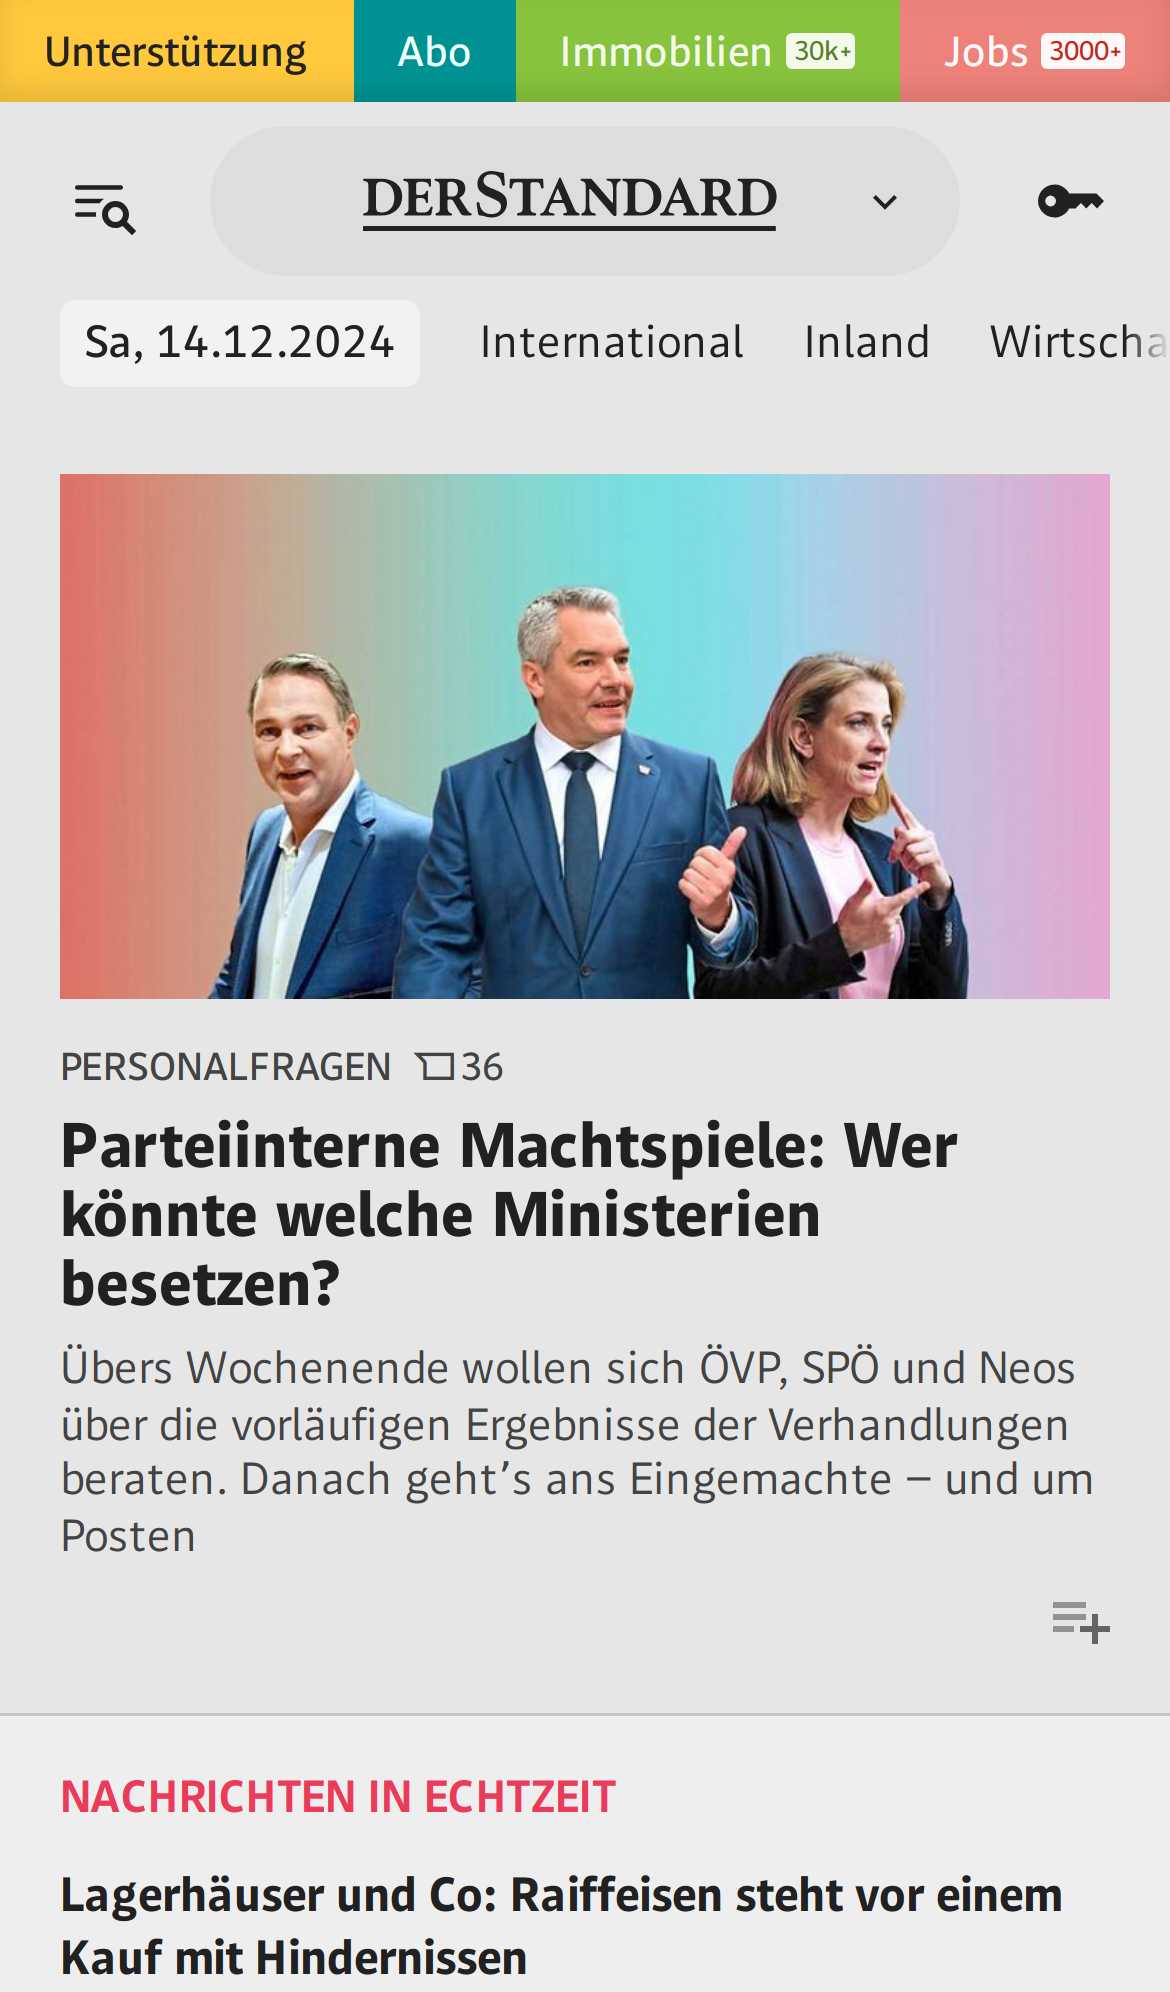 Unterstützung
Abo
Immobilien 30k+
Jobs 3000+
DERSTANDARD
Sa, 14.12.2024
International
Inland
Wirtscha
PERSONALFRAGEN 36
Parteiinterne Machtspiele: Wer
könnte welche Ministerien
besetzen?
Übers Wochenende wollen sich ÖVP, SPÖ und Neos
über die vorläufigen Ergebnisse der Verhandlungen
beraten. Danach geht’s ans Eingemachte – und um
Posten
NACHRICHTEN IN ECHTZEIT
Lagerhäuser und Co: Raiffeisen steht vor einem
Kauf mit Hindernissen